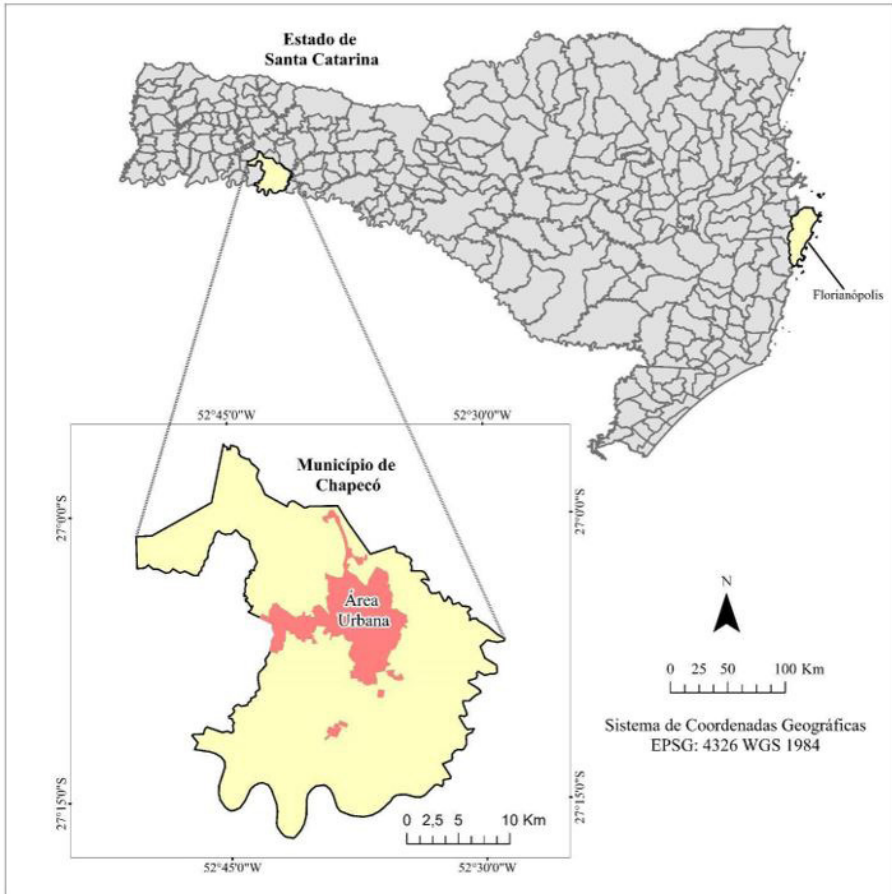 Estado de
Santa Catarina
Florianópolis
52°45'0"W
52°30'0"W
Município de
Chapecó
27°0'0"S
27°0'0"S
Área
Urbana
N
0 25 50 100 Km
Sistema de Coordenadas Geográficas
EPSG: 4326 WGS 1984
27°15'0"S
27°15'0"S
0 2,5 5 10 Km
52°45'0"W
52°30'0"W